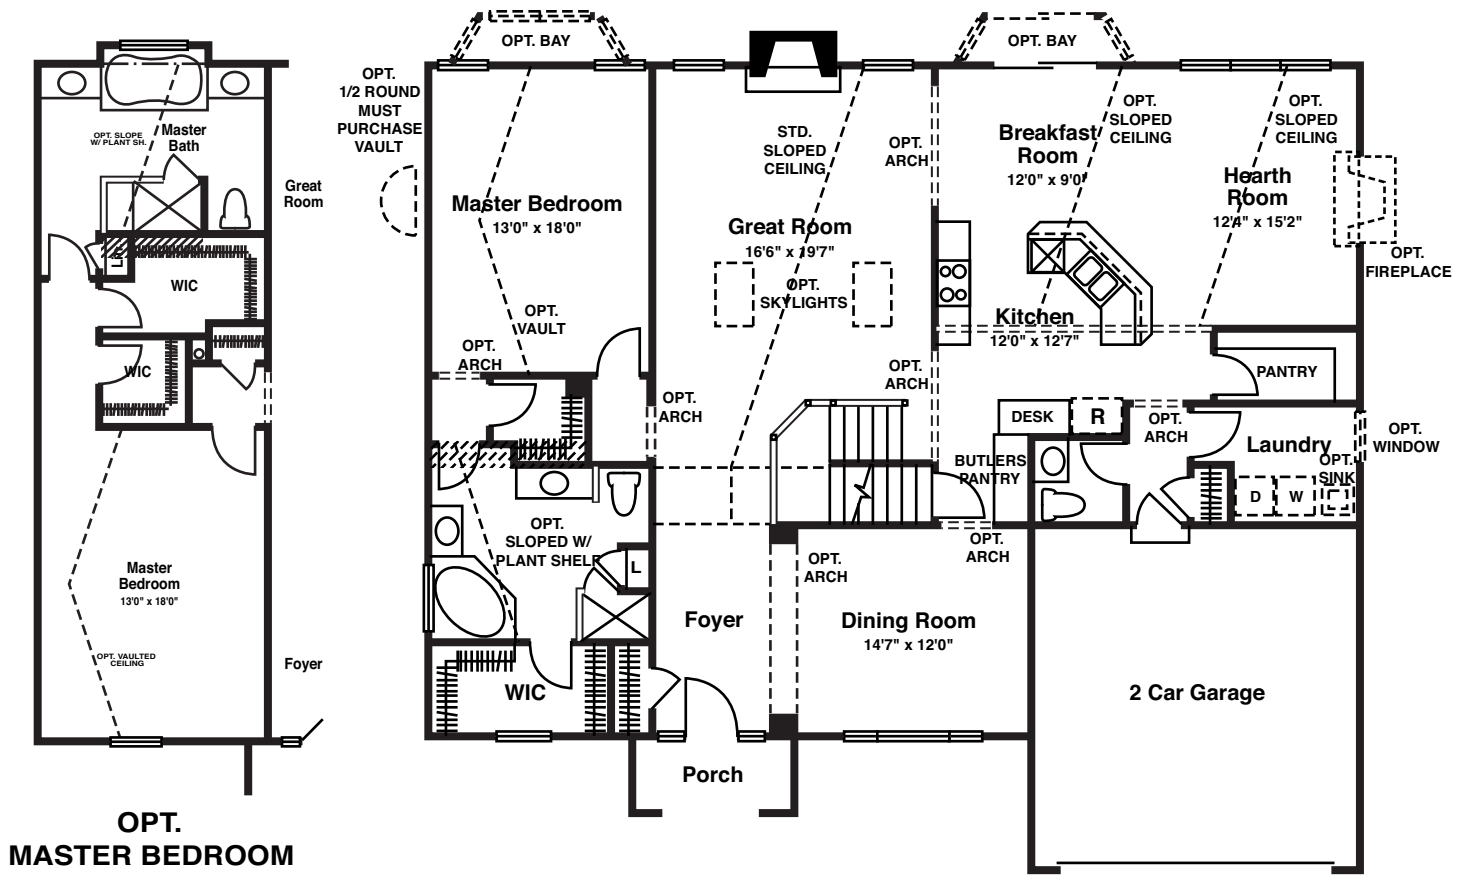 Master
Bath
OPT. SLOPE
W/ PLANT SH.
Great
Room
LIN
WIC
WIC
Master
Bedroom
13'0" x 18'0"
OPT. VAULTED
CEILING
Foyer
OPT.
MASTER BEDROOM
OPT. BAY
OPT.
1/2 ROUND
MUST
PURCHASE
VAULT
Master Bedroom
13'0" x 18'0"
OPT.
VAULT
OPT.
ARCH
STD.
SLOPED
CEILING
Great Room
16'6" x 19'7"
OPT.
SKYLIGHTS
OPT.
ARCH
OPT.
ARCH
OPT.
ARCH
OPT. BAY
OPT.
SLOPED
CEILING
OPT.
SLOPED
CEILING
Breakfast
Room
12'0" x 9'0"
Hearth
Room
12'4" x 15'2"
OPT.
FIREPLACE
Kitchen
12'0" x 12'7"
PANTRY
DESK
R
OPT.
ARCH
Laundry
OPT.
WINDOW
OPT.
SINK
D
W
BUTLERS
PANTRY
OPT.
ARCH
OPT.
SLOPED W/
PLANT SHELF
L
OPT.
ARCH
Foyer
Dining Room
14'7" x 12'0"
WIC
2 Car Garage
Porch